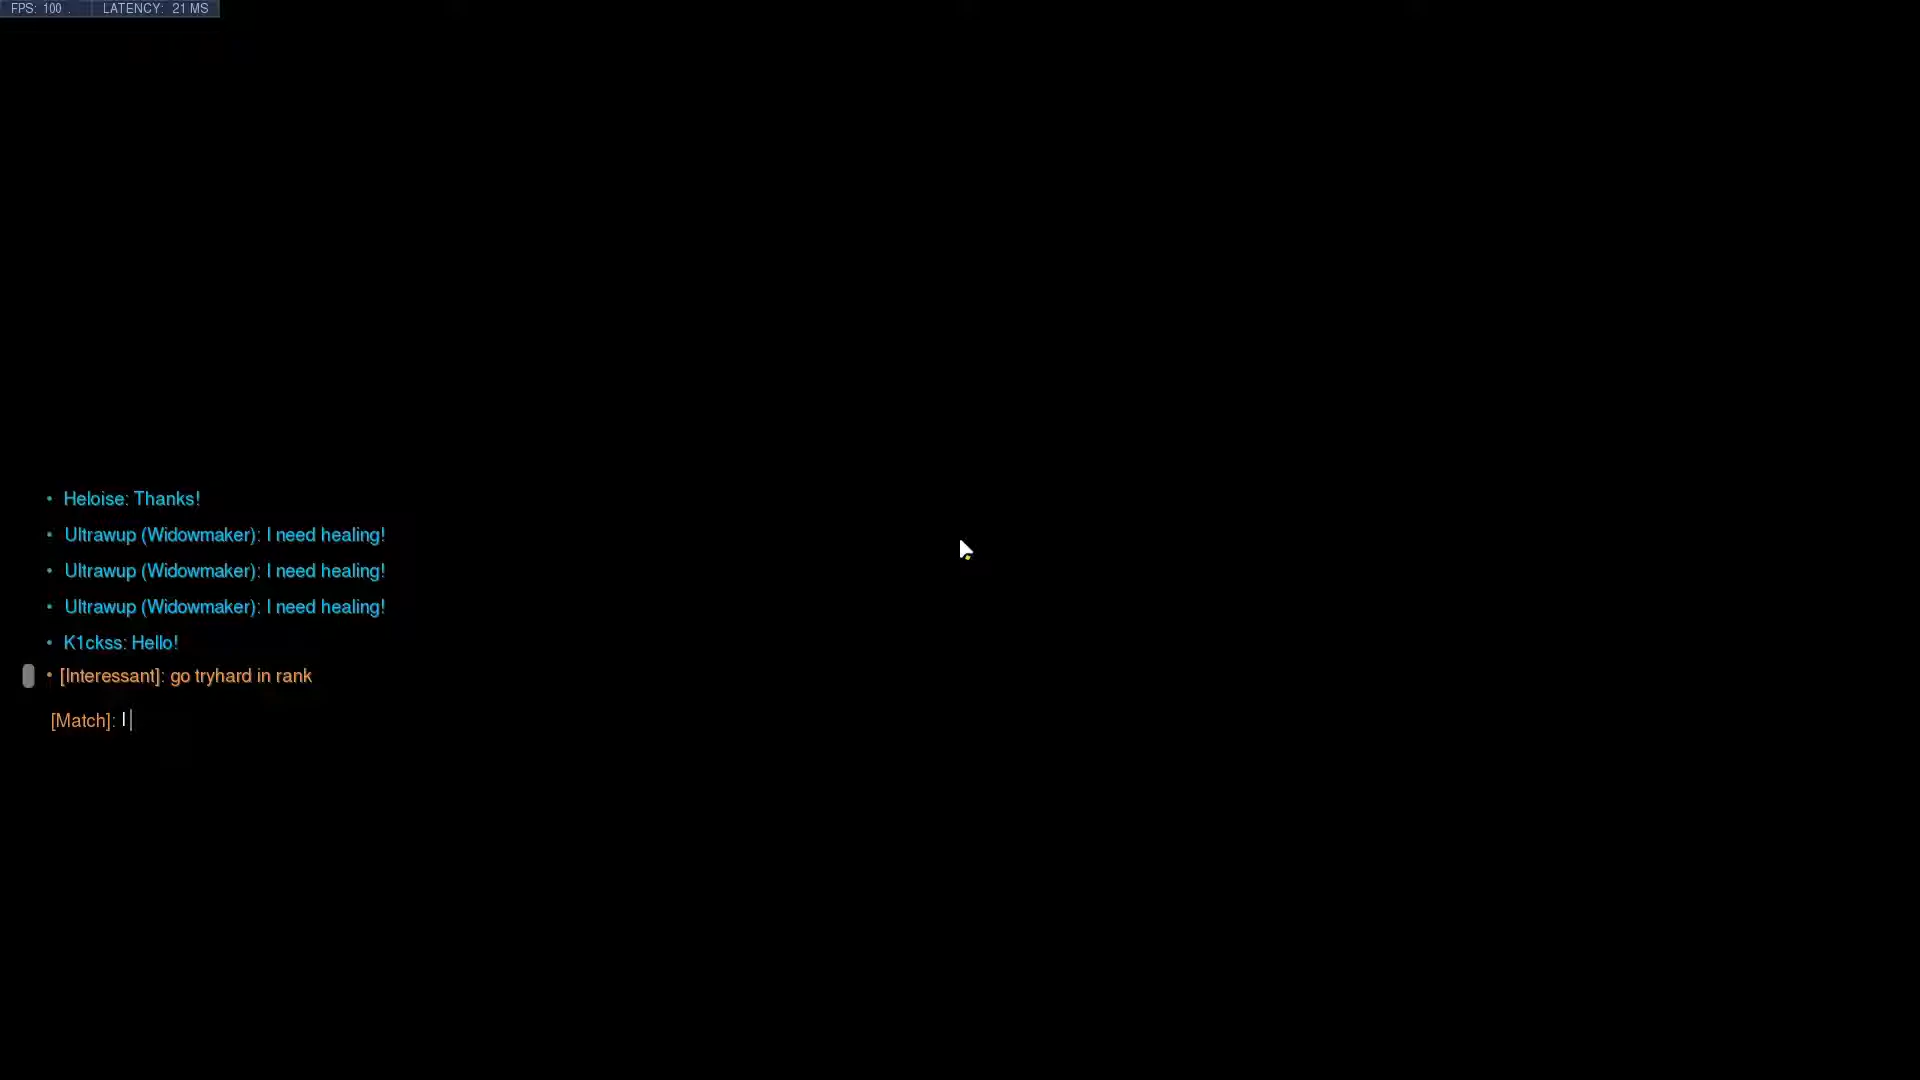 FPS: 100 . LATENCY: 21 MS
• Heloise: Thanks!
• Ultrawup (Widowmaker): I need healing!
• Ultrawup (Widowmaker): I need healing!
• Ultrawup (Widowmaker): I need healing!
• K1ckss: Hello!
• [Interessant]: go tryhard in rank
[Match]: I